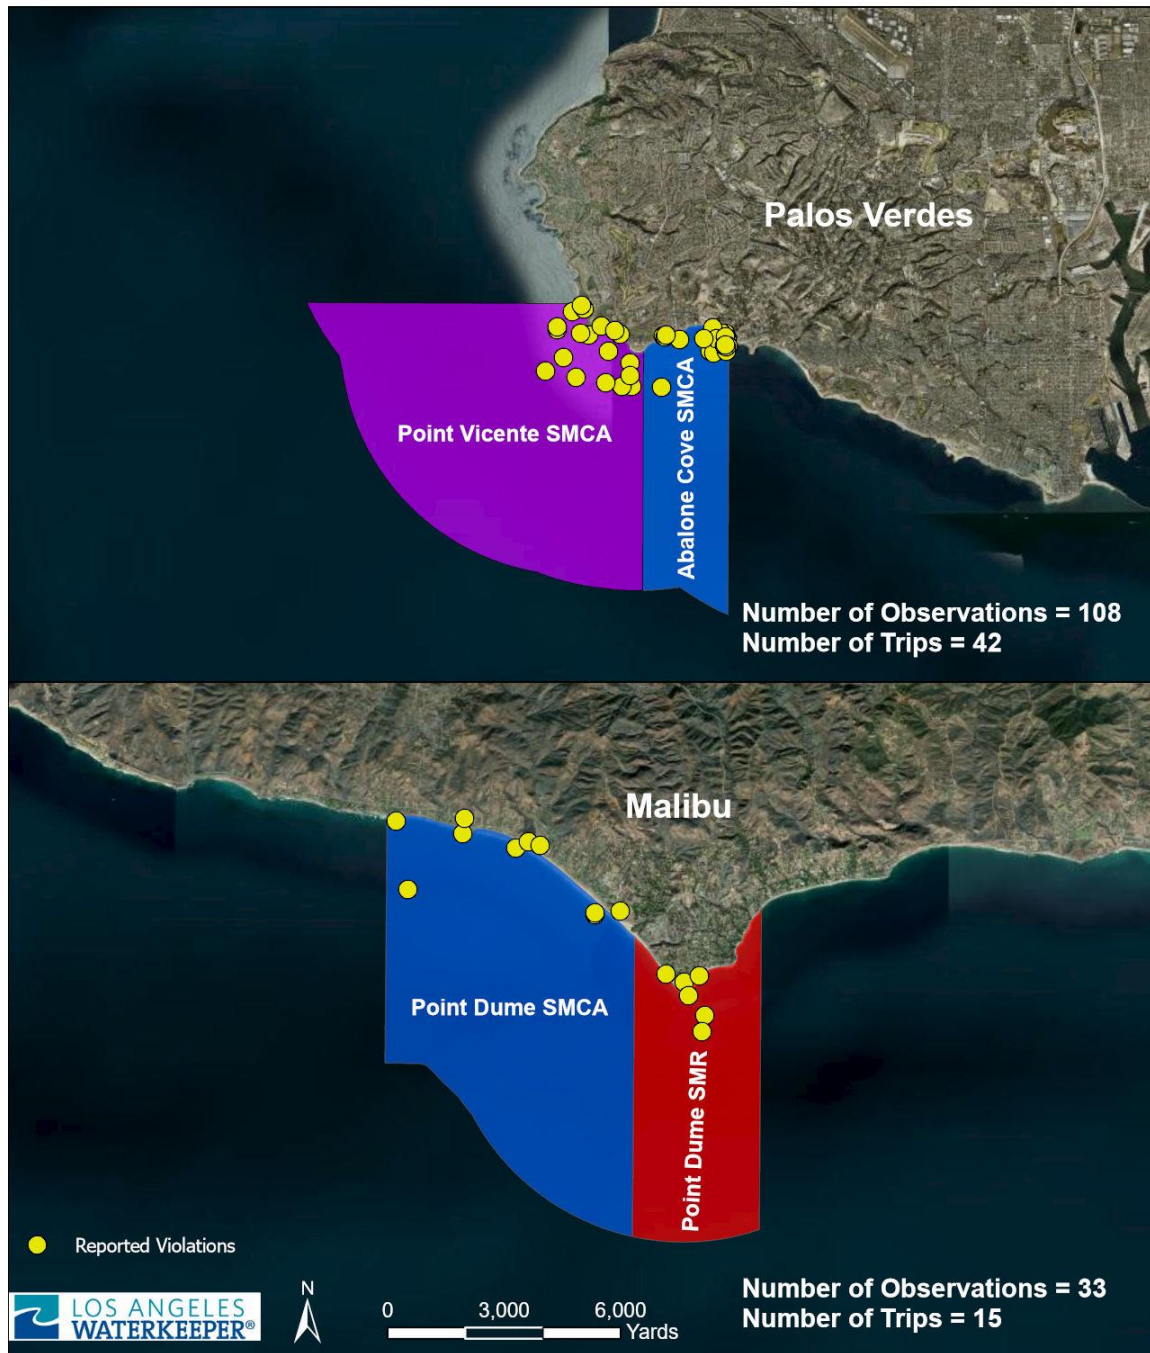 Palos Verdes
Point Vicente SMCA
Abalone Cove SMCA
Number of Observations = 108
Number of Trips = 42
Malibu
Point Dume SMCA
Point Dume SMR
Reported Violations
LOS ANGELES
WATERKEEPER®
N
0 3,000 6,000
Yards
Number of Observations = 33
Number of Trips = 15